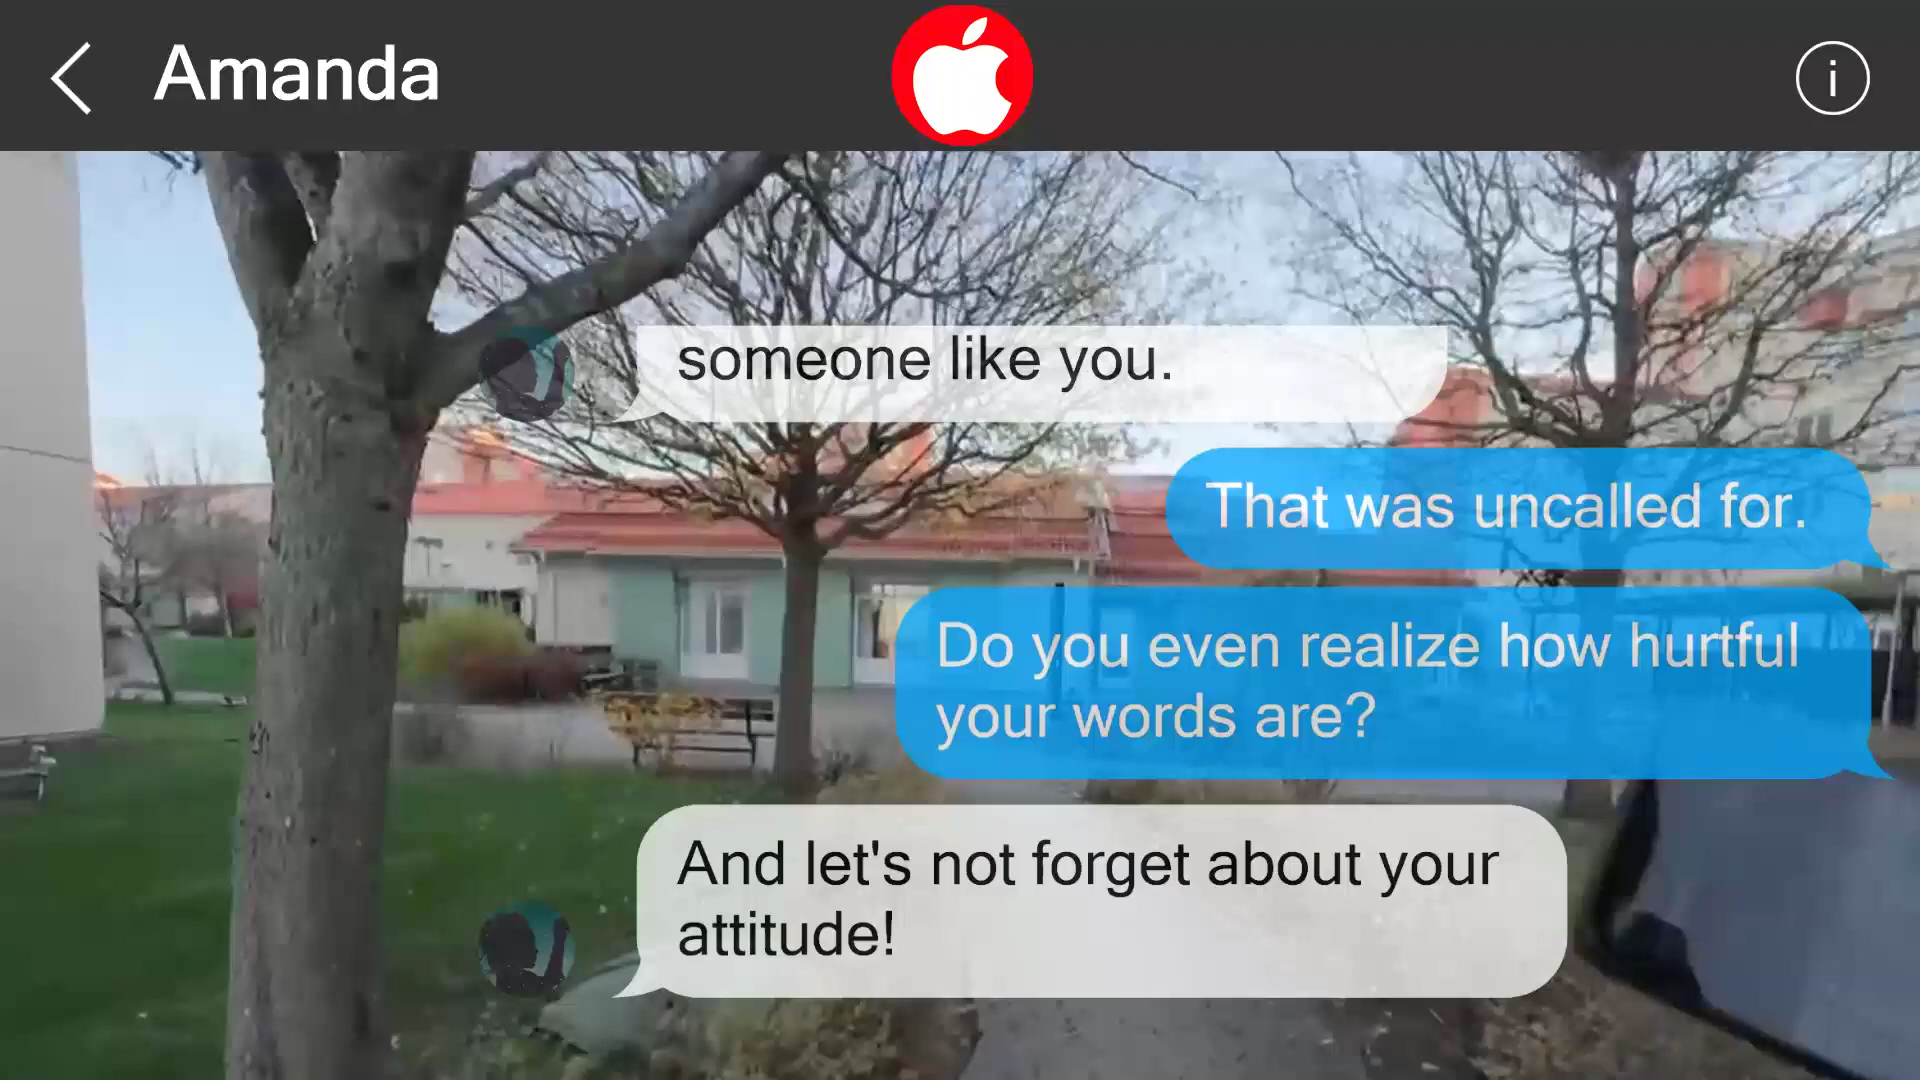 Amanda
i
someone like you.
That was uncalled for.
Do you even realize how hurtful
your words are?
And let's not forget about your
attitude!